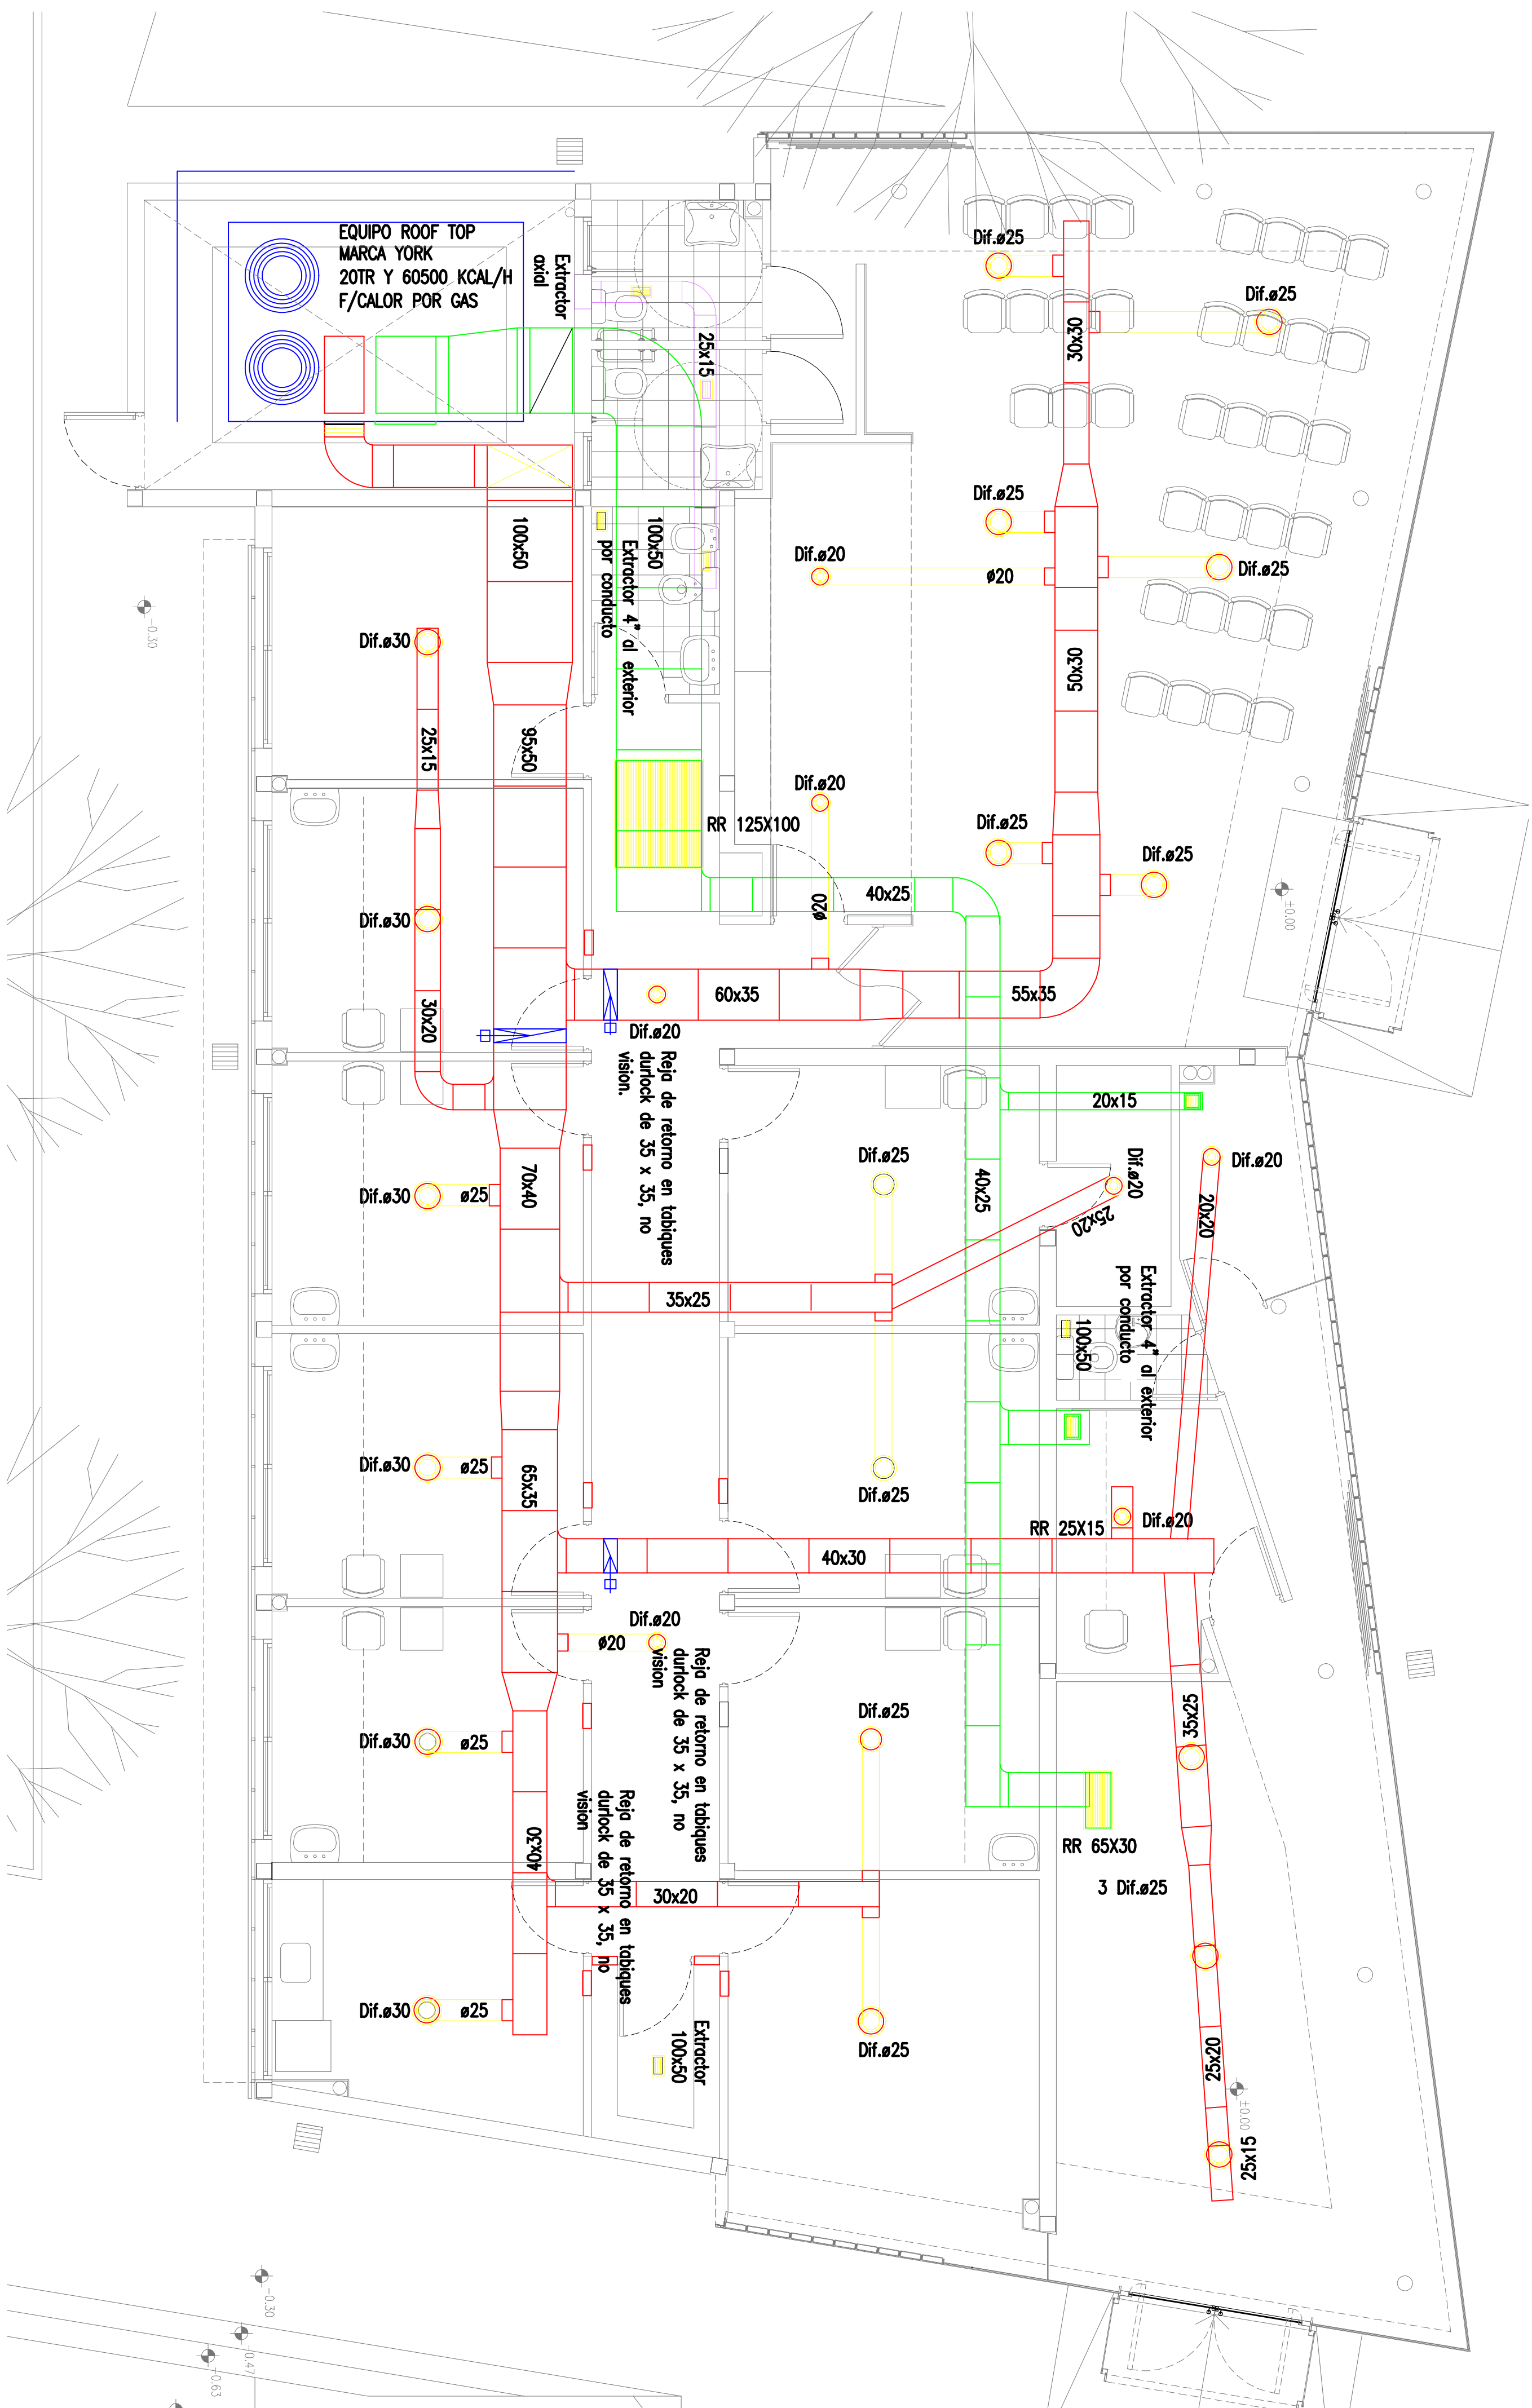 EQUIPO ROOF TOP
MARCA YORK
20TR Y 60500 KCAL/H
F/CALOR POR GAS
Extractor
axial
25x15
Dif.ø25
Dif.ø25
30x30
Dif.ø25
Dif.ø25
Dif.ø20
ø20
100x50
100x50
Extractor 4" al exterior
por conducto
-0.30
Dif.ø30
25x15
95x50
50x30
Dif.ø20
RR 125X100
Dif.ø25
Dif.ø25
40x25
ø20
±0.00
Dif.ø30
30x20
60x35
55x35
Dif.ø20
Reja de retorno en tabiques
durlock de 35 x 35, no
vision.
20x15
Dif.ø25
40x25
Dif.ø20
Dif.ø20
20x20
25x20
70x40
Dif.ø30
ø25
35x25
Extractor 4" al exterior
por conducto
100x50
Dif.ø30
ø25
65x35
Dif.ø25
RR 25X15
Dif.ø20
40x30
Dif.ø20
ø20
Reja de retorno en tabiques
durlock de 35 x 35, no
vision
Dif.ø25
35x25
Dif.ø30
ø25
Reja de retorno en tabiques
durlock de 35 x 35, no
vision
40X30
RR 65X30
3 Dif.ø25
30x20
Dif.ø30
ø25
Extractor
100x50
Dif.ø25
25x20
±0.00
25x15
-0.30
-0.47
-0.63